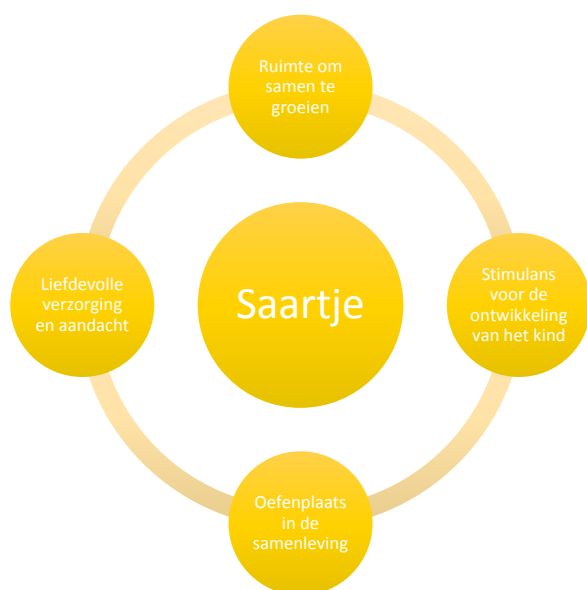 Ruimte om
samen te
groeien
Liefdevolle
verzorging
en aandacht
Saartje
Stimulans
voor de
ontwikkeling
van het kind
Oefenplaats
in de
samenleving